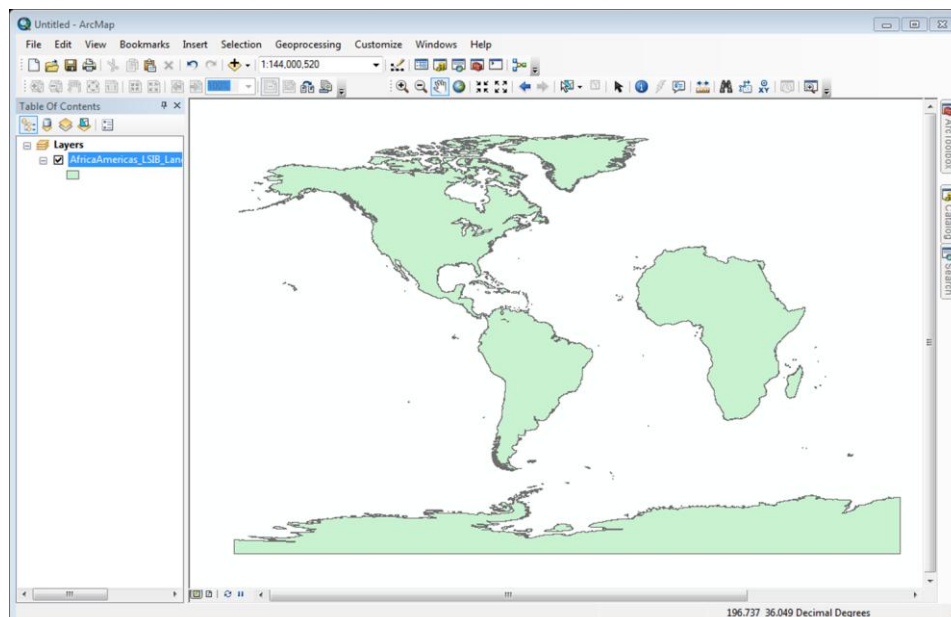 Untitled - ArcMap
File Edit View Bookmarks Insert Selection Geoprocessing Customize Windows Help
1:144,000,520
100%
Table Of Contents
Layers
AfricaAmericas_LSIB_Lan
ArcToolbox
Catalog
Search
196.737 36.049 Decimal Degrees